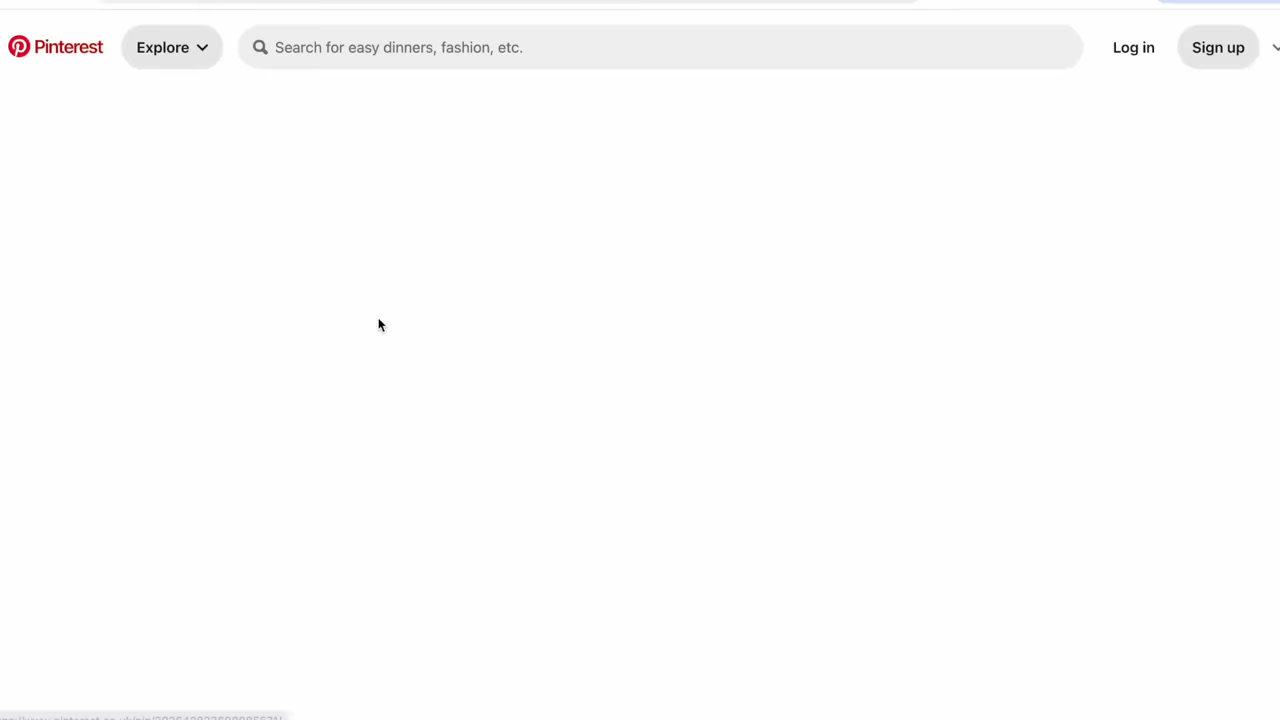 Pinterest
Explore
Search for easy dinners, fashion, etc.
Log in
Sign up